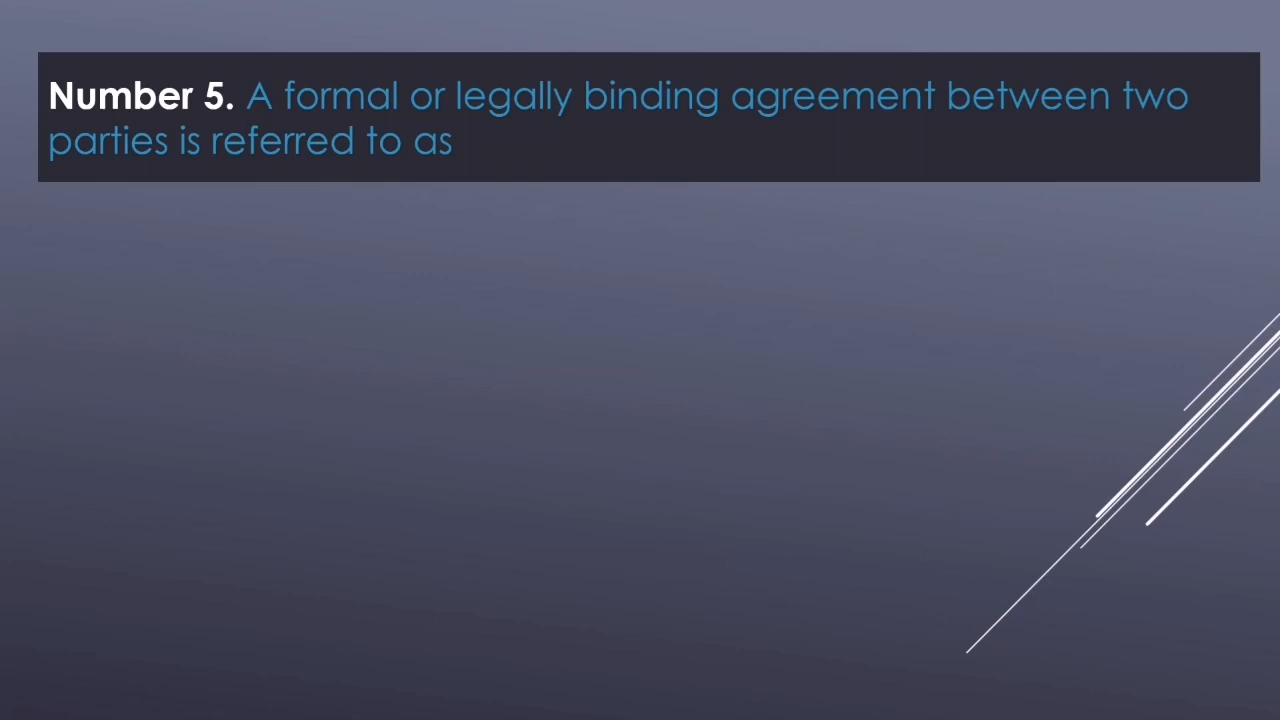 Number 5. A formal or legally binding agreement between two
parties is referred to as